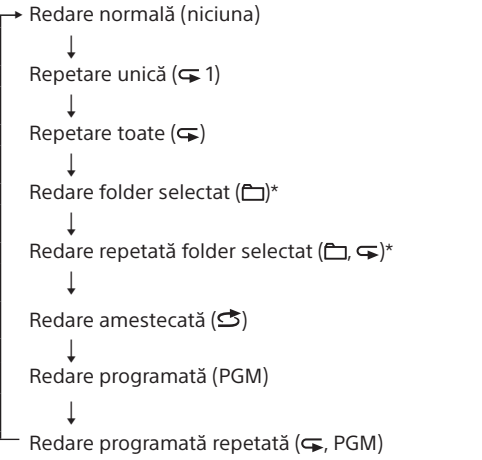 Redare normală (niciuna)
Repetare unică (1)
Repetare toate ()
Redare folder selectat ()*
Redare repetată folder selectat (, )*
Redare amestecată ()
Redare programată (PGM)
Redare programată repetată (, PGM)